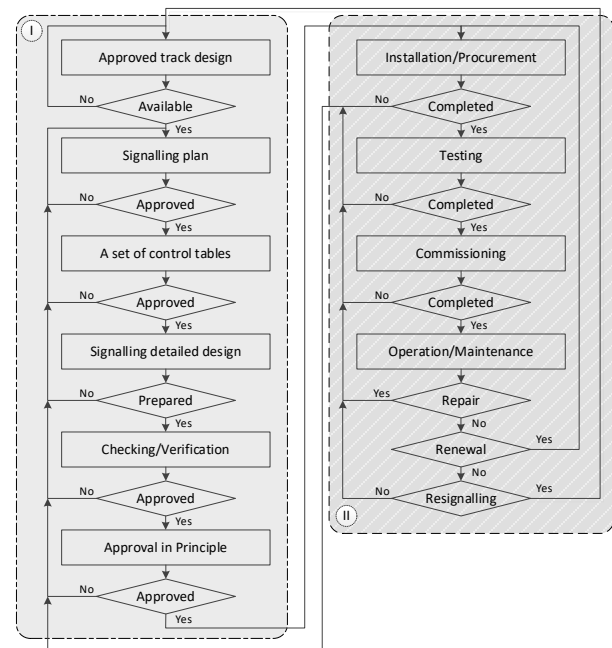 I
Approved track design
No
Available
Yes
Signalling plan
No
Approved
Yes
A set of control tables
No
Approved
Yes
Signalling detailed design
No
Prepared
Yes
Checking/Verification
No
Approved
Yes
Approval in Principle
No
Approved
Yes
Installation/Procurement
No
Completed
Yes
Testing
No
Completed
Yes
Commissioning
No
Completed
Yes
Operation/Maintenance
Yes
Repair
No
Renewal
Yes
No
No
Resignalling
Yes
II